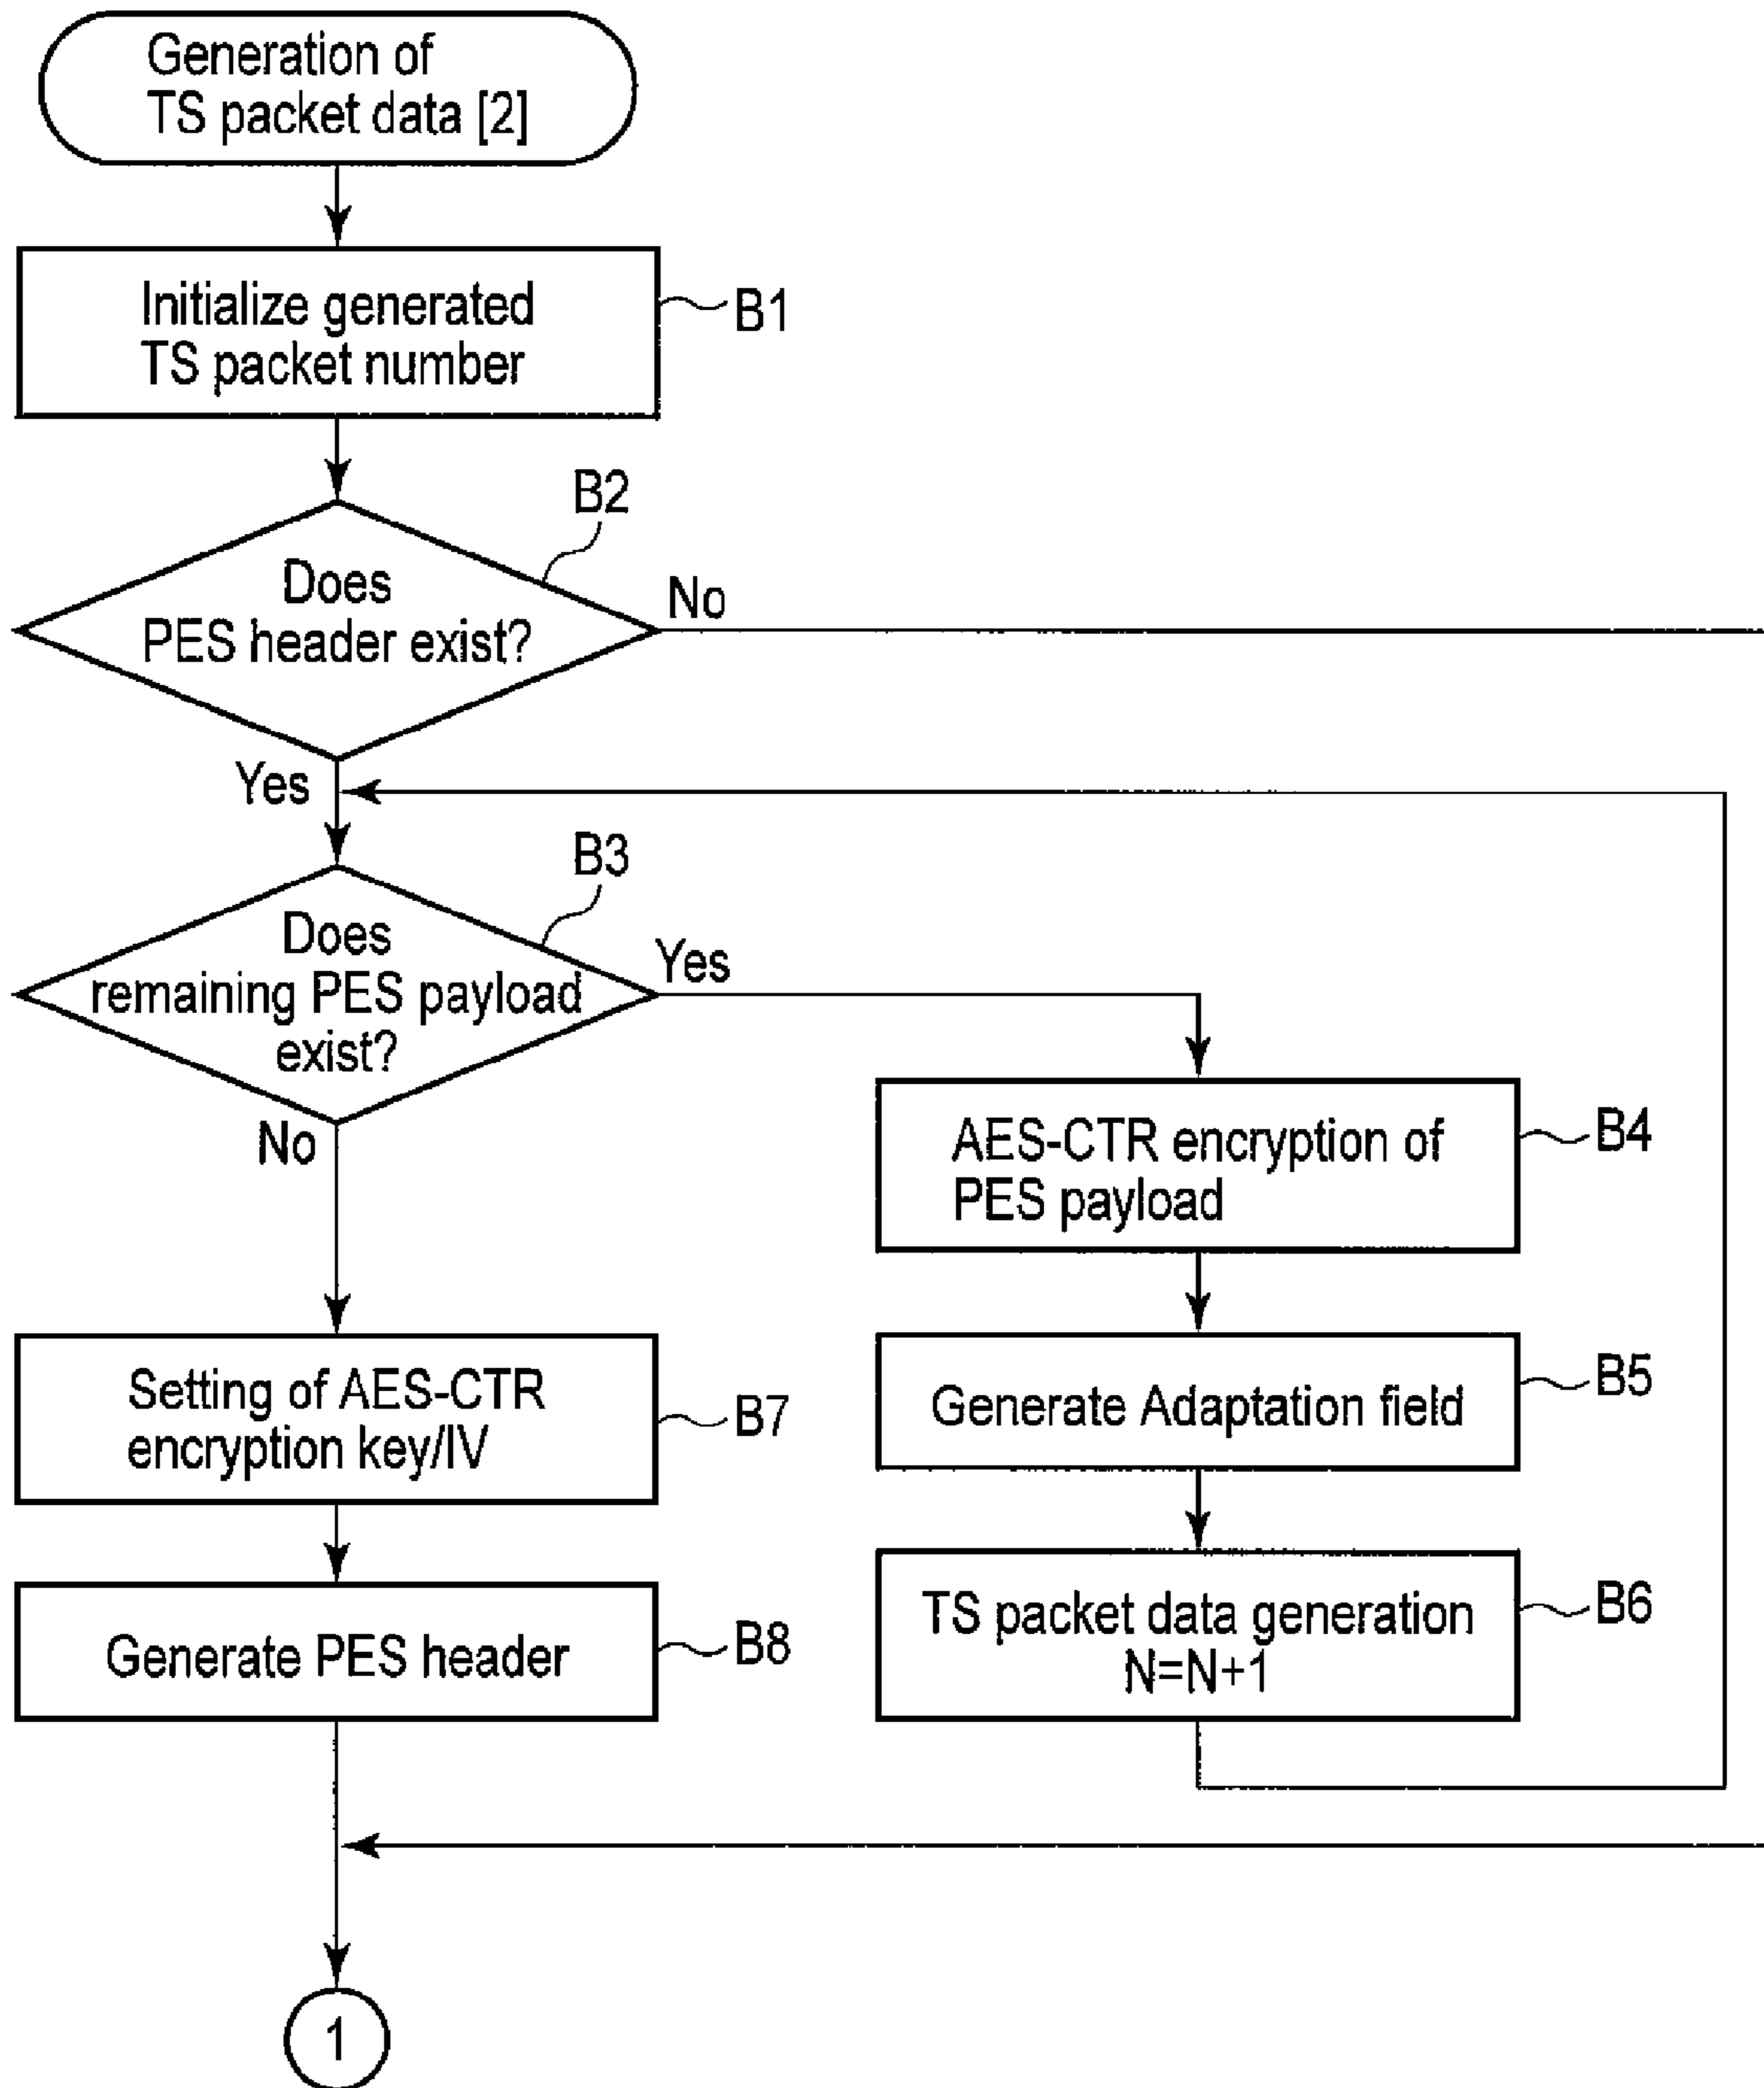 Generation of
TS packet data [2]
Initialize generated
TS packet number
B1
B2
Does
PES header exist?
No
Yes
B3
Does
remaining PES payload
exist?
Yes
No
AES-CTR encryption of
PES payload
B4
Generate Adaptation field
B5
TS packet data generation
N=N+1
B6
Setting of AES-CTR
encryption key/IV
B7
Generate PES header
B8
1